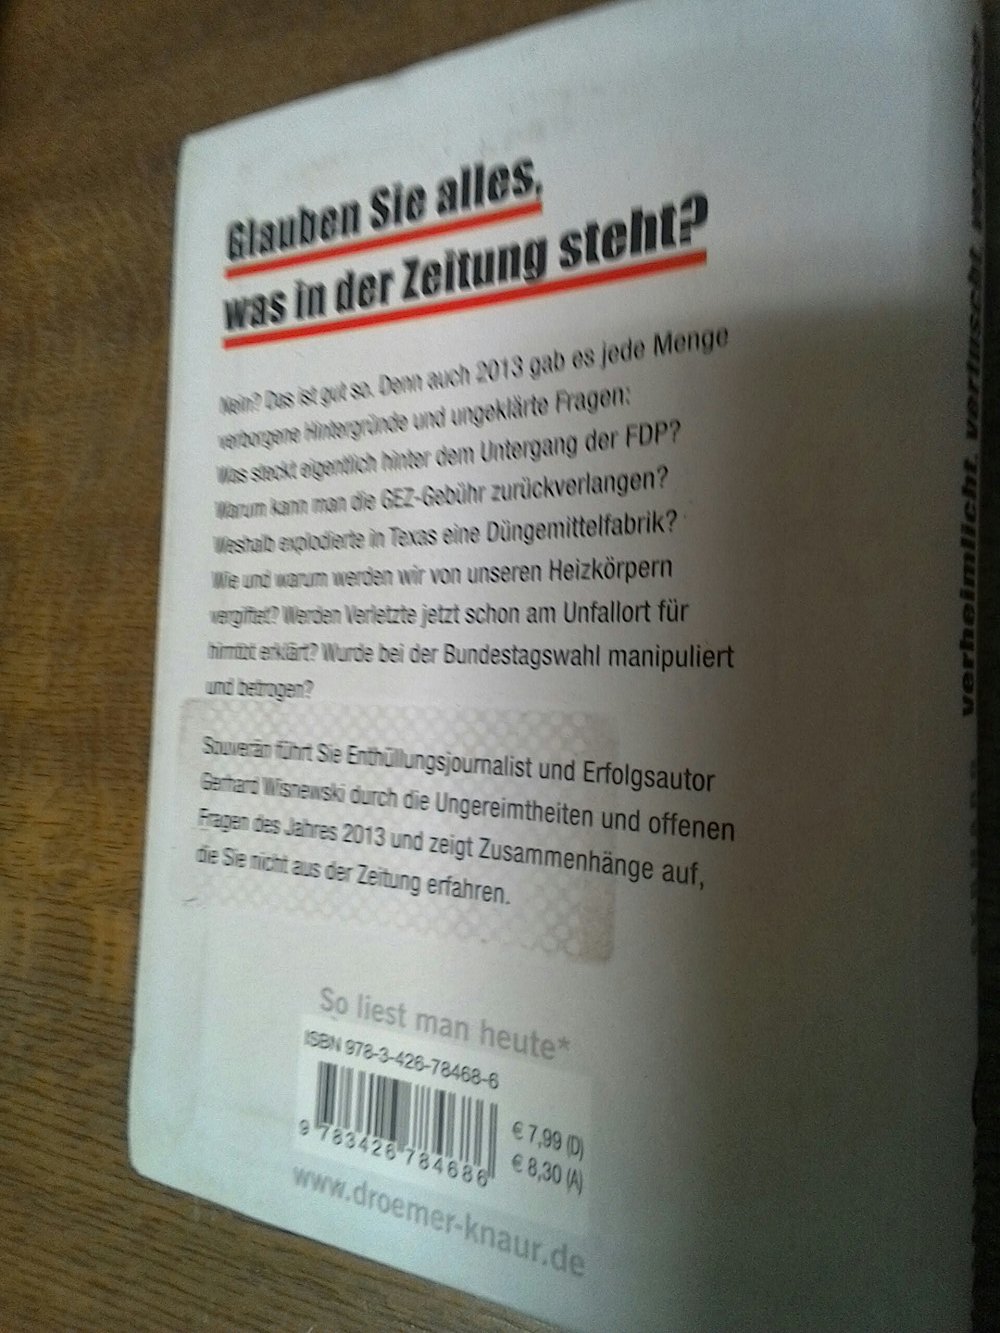 Glauben Sie alles,
was in der Zeitung steht?
Nein? Das ist gut so. Denn auch 2013 gab es jede Menge
verborgene Hintergründe und ungeklärte Fragen:
Was steckt eigentlich hinter dem Untergang der FDP?
Warum kann man die GEZ-Gebühr zurückverlangen?
Weshalb explodierte in Texas eine Düngemittelfabrik?
Wie und warum werden wir von unseren Heizkörpern
vergiftet? Werden Verletzte jetzt schon am Unfallort für
hirntot erklärt? Wurde bei der Bundestagswahl manipuliert
und betrogen?
Souverän führt Sie Enthüllungsjournalist und Erfolgsautor
Gerhard Wisnewski durch die Ungereimtheiten und offenen
Fragen des Jahres 2013 und zeigt Zusammenhänge auf,
die Sie nicht aus der Zeitung erfahren.
So liest man heute*
ISBN 978-3-426-78468-6
9 783426 784686
€ 7,99 (D)
€ 8,30 (A)
www.droemer-knaur.de
verheimlicht vertuscht